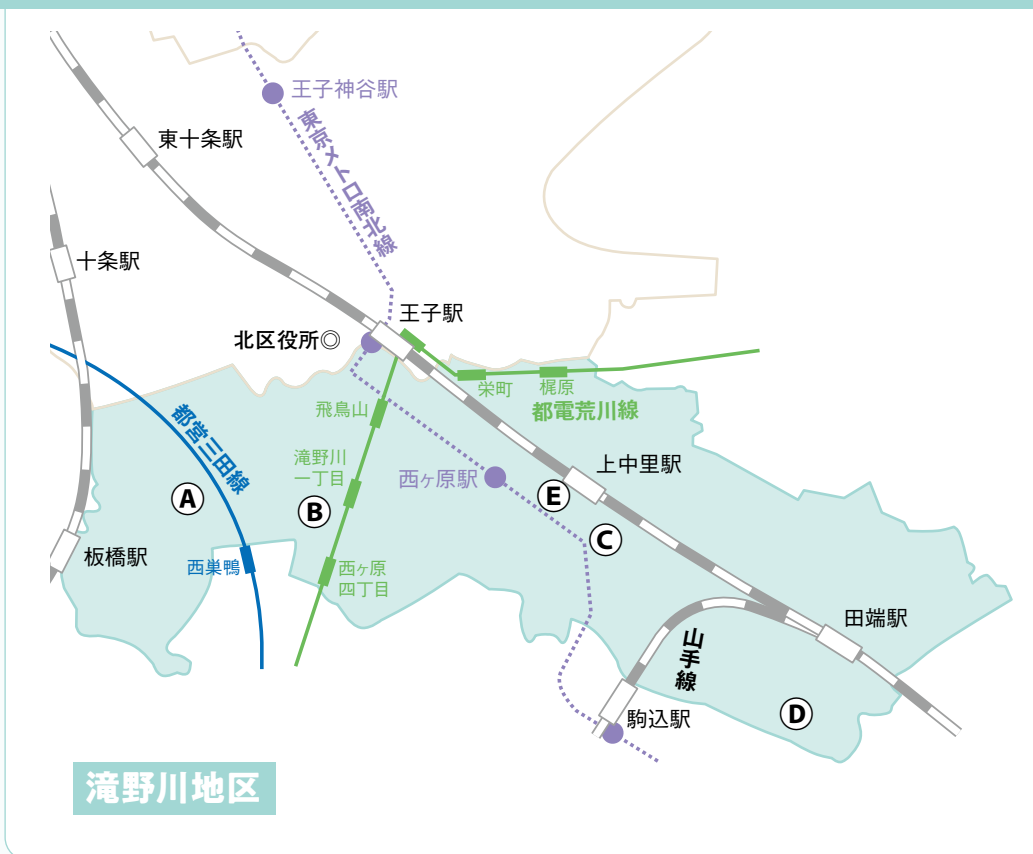 王子神谷駅
東京メトロ南北線
東十条駅
十条駅
王子駅
北区役所◎
栄町
梶原
都電荒川線
飛鳥山
都営三田線
滝野川
一丁目
西ヶ原駅
上中里駅
A
B
E
C
板橋駅
西巣鴨
西ヶ原
四丁目
田端駅
山手線
駒込駅
D
滝野川地区